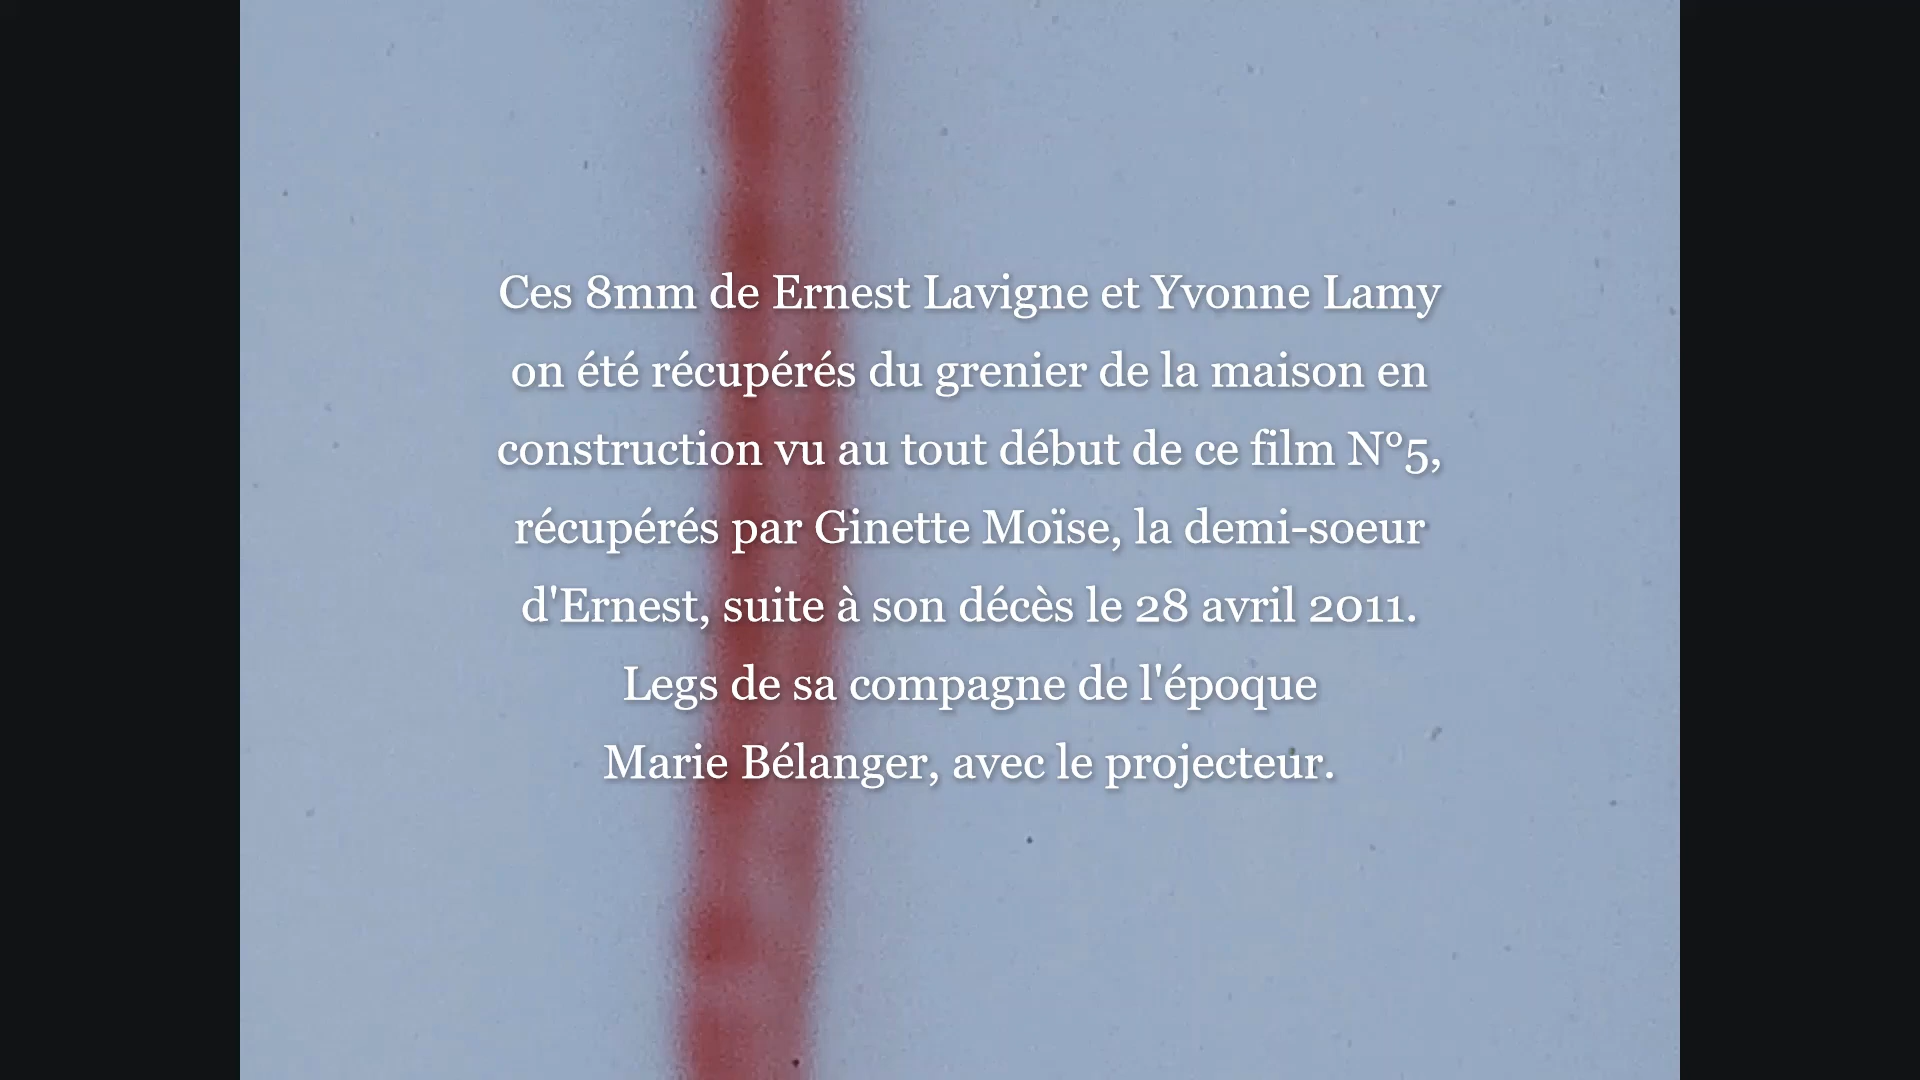 Ces 8mm de Ernest Lavigne et Yvonne Lamy
on été récupérés du grenier de la maison en
construction vu au tout début de ce film N°5,
récupérés par Ginette Moïse, la demi-soeur
d'Ernest, suite à son décès le 28 avril 2011.
Legs de sa compagne de l'époque
Marie Bélanger, avec le projecteur.